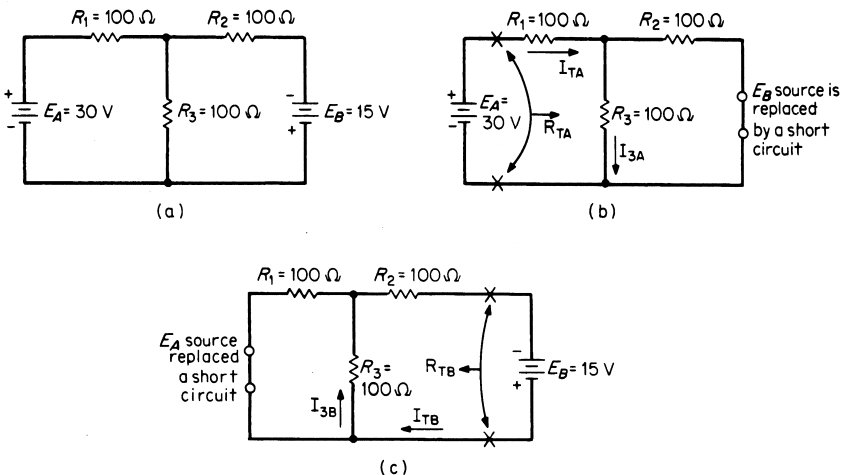 R1 = 100 Ω
R2 = 100 Ω
+
-
EA = 30 V
R3 = 100 Ω
-
+
EB = 15 V
(a)
R1 = 100 Ω
R2 = 100 Ω
ITA
+
-
EA =
30 V
RTA
R3 = 100 Ω
I3A
EB source is
replaced
by a short
circuit
(b)
R1 = 100 Ω
R2 = 100 Ω
EA source
replaced
a short
circuit
R3 =
100 Ω
I3B
RTB
ITB
-
+
EB = 15 V
(c)